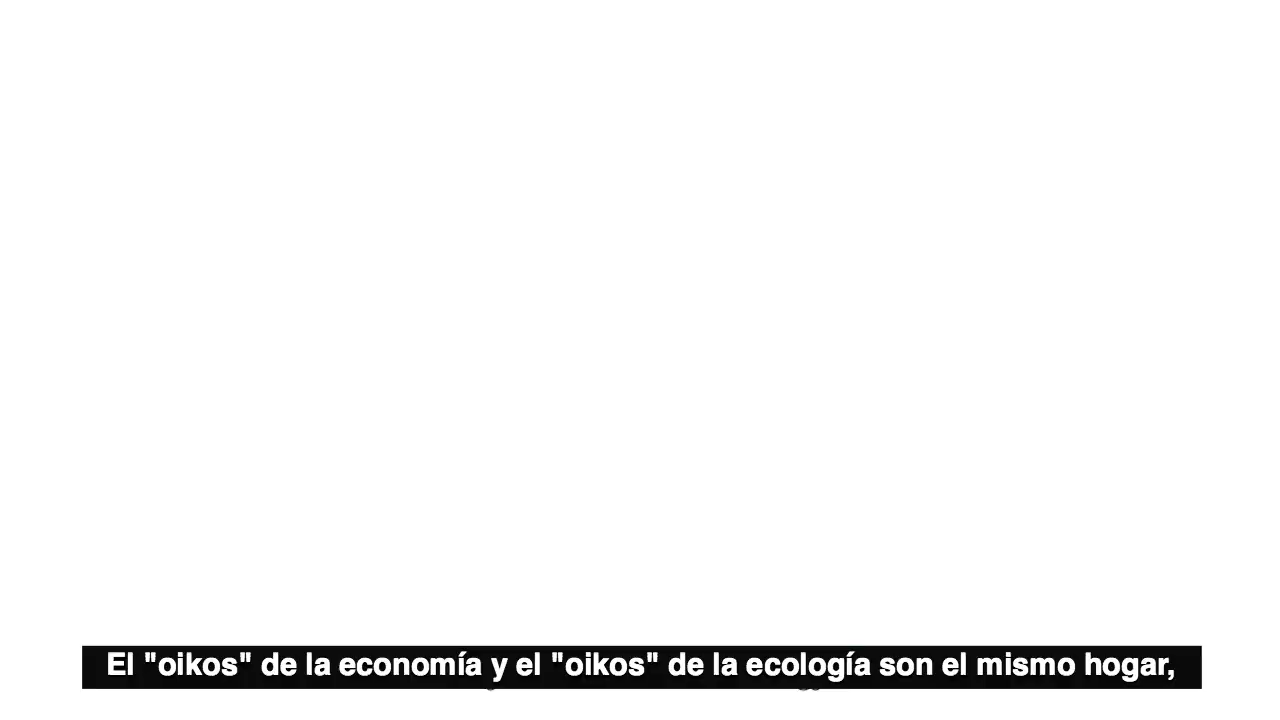 El "oikos" de la economía y el "oikos" de la ecología son el mismo hogar,